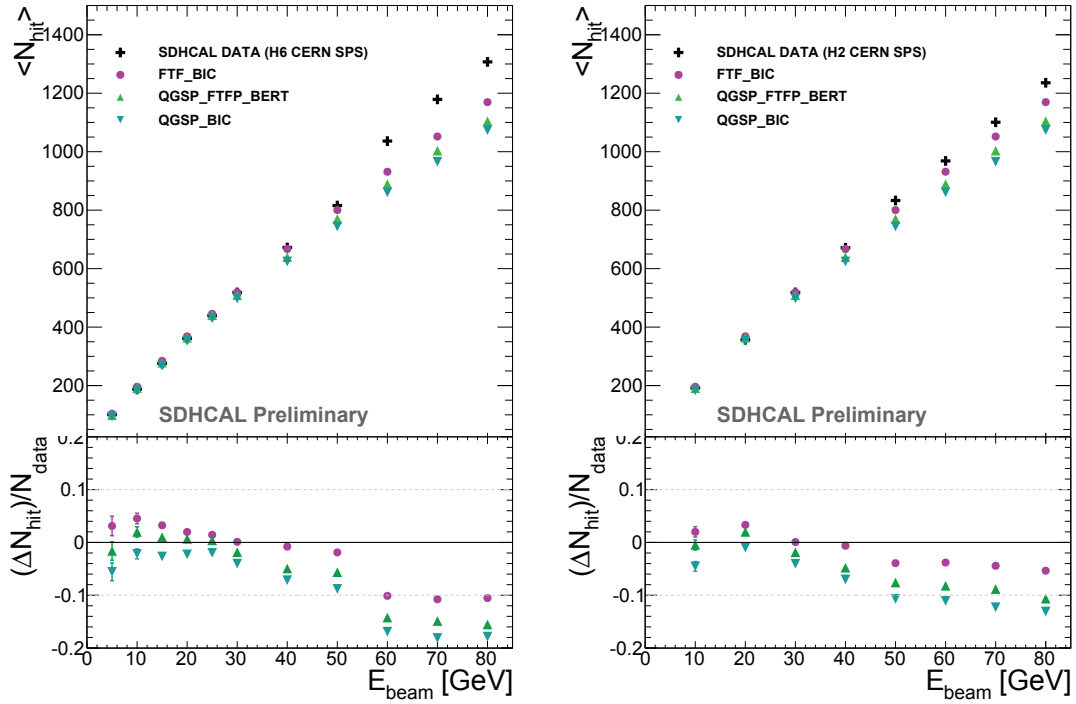 <N_hit>
1400
1200
1000
800
600
400
200
SDHCAL DATA (H6 CERN SPS)
FTF_BIC
QGSP_FTFP_BERT
QGSP_BIC
SDHCAL Preliminary
(ΔN_hit)/N_data
0.2
0.1
0
-0.1
-0.2
0 10 20 30 40 50 60 70 80
E_beam [GeV]
<N_hit>
1400
1200
1000
800
600
400
200
SDHCAL DATA (H2 CERN SPS)
FTF_BIC
QGSP_FTFP_BERT
QGSP_BIC
SDHCAL Preliminary
(ΔN_hit)/N_data
0.2
0.1
0
-0.1
-0.2
0 10 20 30 40 50 60 70 80
E_beam [GeV]